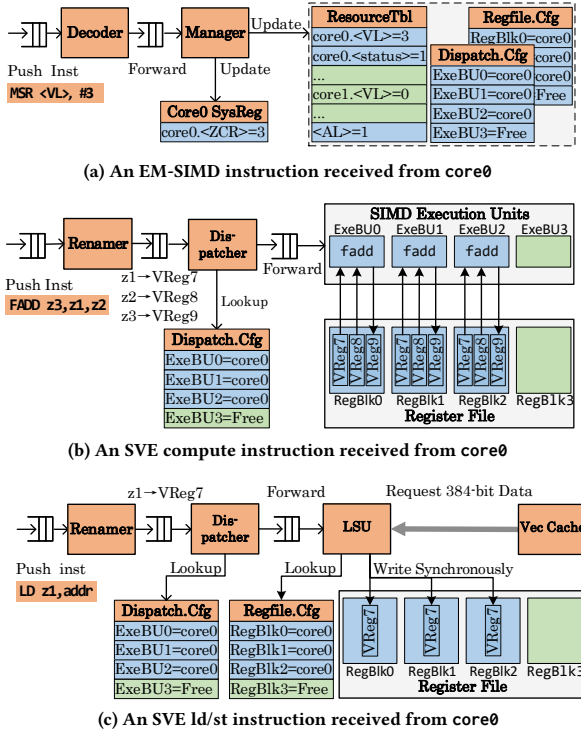 Decoder
Manager
Update
Push Inst
Forward
Update
MSR <VL>, #3
Core0 SysReg
core0.<ZCR>=3
ResourceTbl
core0.<VL>=3
core0.<status>=1
...
core1.<VL>=0
...
<AL>=1
Regfile.Cfg
RegBlk0=core0
core0
core0
Free
Dispatch.Cfg
ExeBU0=core0
ExeBU1=core0
ExeBU2=core0
ExeBU3=Free
(a) An EM-SIMD instruction received from core0
Renamer
Dis-
patcher
Forward
Push Inst
FADD z3,z1,z2
z1→VReg7
z2→VReg8
z3→VReg9
Lookup
Dispatch.Cfg
ExeBU0=core0
ExeBU1=core0
ExeBU2=core0
ExeBU3=Free
SIMD Execution Units
ExeBU0 ExeBU1 ExeBU2 ExeBU3
fadd fadd fadd
VReg7 VReg8 VReg9 VReg7 VReg8 VReg9 VReg7 VReg8 VReg9
RegBlk0 RegBlk1 RegBlk2 RegBlk3
Register File
(b) An SVE compute instruction received from core0
z1→VReg7
Forward
Request 384-bit Data
Renamer
Dis-
patcher
LSU
Vec Cache
Push inst
LD z1,addr
Lookup
Lookup
Write Synchronously
Dispatch.Cfg
ExeBU0=core0
ExeBU1=core0
ExeBU2=core0
ExeBU3=Free
Regfile.Cfg
RegBlk0=core0
RegBlk1=core0
RegBlk2=core0
RegBlk3=Free
VReg7 VReg7 VReg7
RegBlk0 RegBlk1 RegBlk2 RegBlk3
Register File
(c) An SVE ld/st instruction received from core0